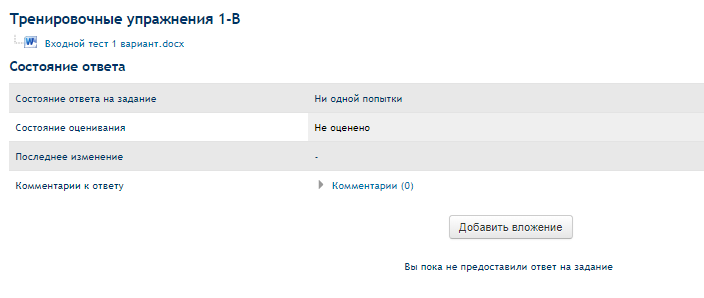 Тренировочные упражнения 1-В
Входной тест 1 вариант.docx
Состояние ответа
Состояние ответа на задание Ни одной попытки
Состояние оценивания Не оценено
Последнее изменение -
Комментарии к ответу Комментарии (0)
Добавить вложение
Вы пока не предоставили ответ на задание